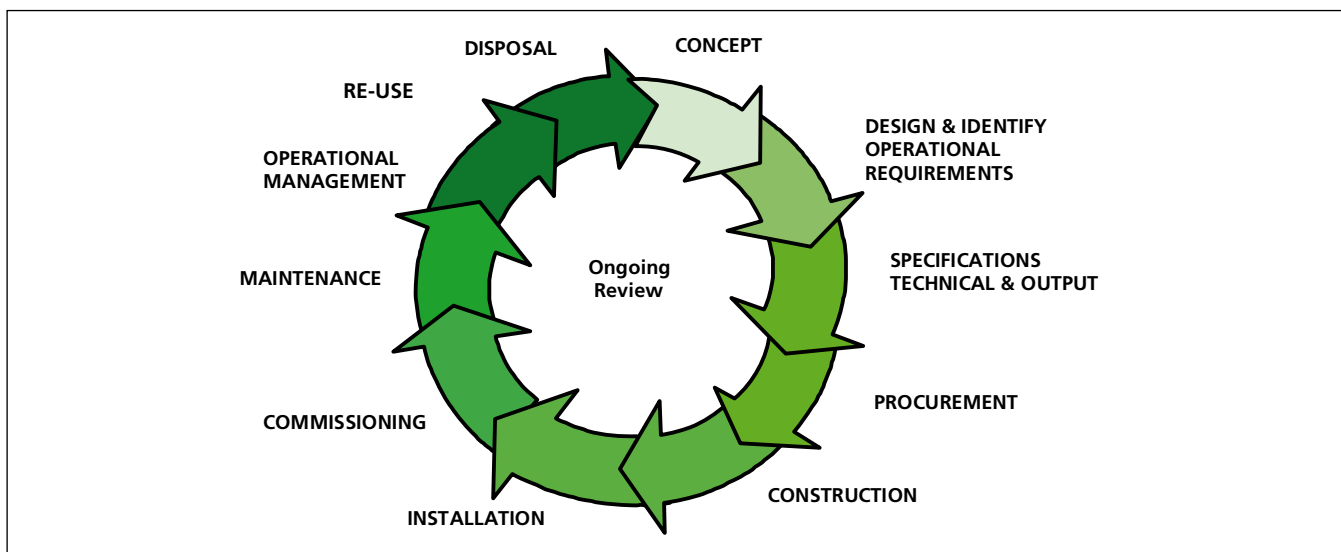 CONCEPT
DESIGN & IDENTIFY
OPERATIONAL
REQUIREMENTS
SPECIFICATIONS
TECHNICAL & OUTPUT
PROCUREMENT
CONSTRUCTION
INSTALLATION
COMMISSIONING
MAINTENANCE
OPERATIONAL
MANAGEMENT
RE-USE
DISPOSAL
Ongoing
Review